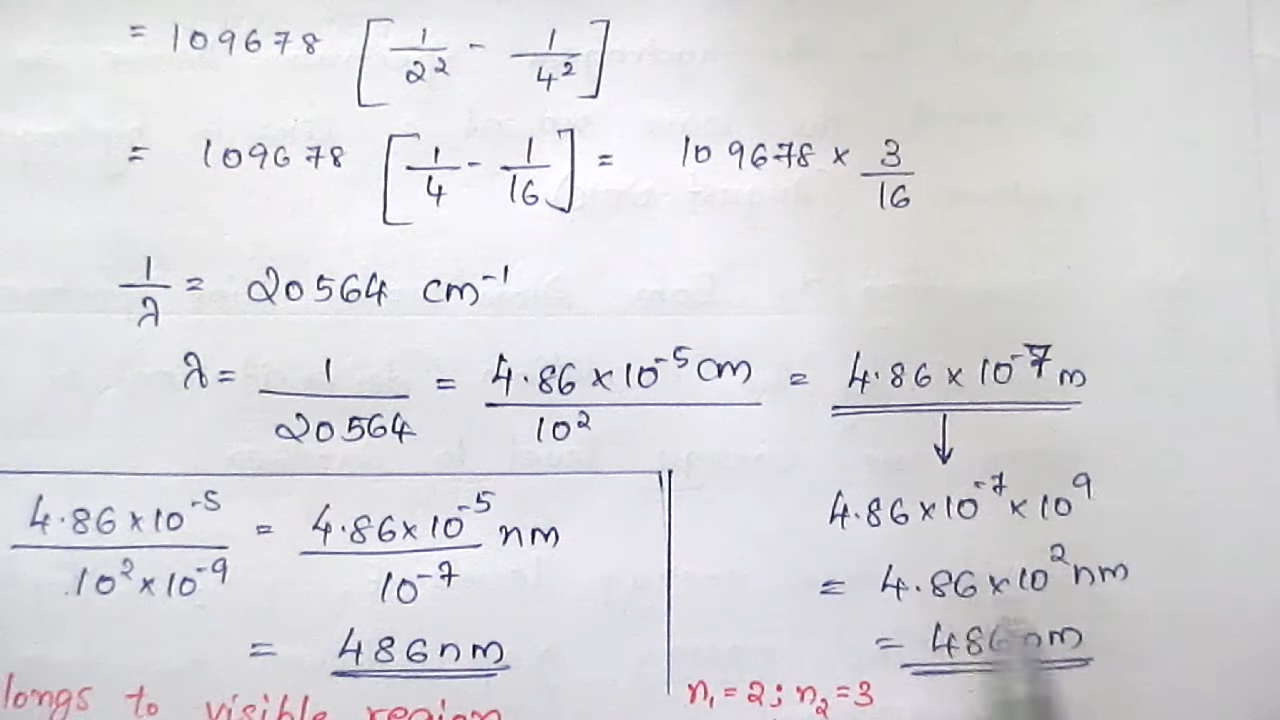 = 109678 [1/2² - 1/4²]
= 109678 [1/4 - 1/16] = 109678 × 3/16
1/λ = 20564 cm⁻¹
λ = 1/20564 = 4.86 × 10⁻⁵ cm/10² = 4.86 × 10⁻⁷ m
↓
4.86 × 10⁻⁵/10² × 10⁻⁹ = 4.86 × 10⁻⁵/10⁻⁷ nm
= 486 nm
4.86 × 10⁻⁷ × 10⁹
= 4.86 × 10² nm
= 486 nm
longs to visible region
n₁ = 2 ; n₂ = 3